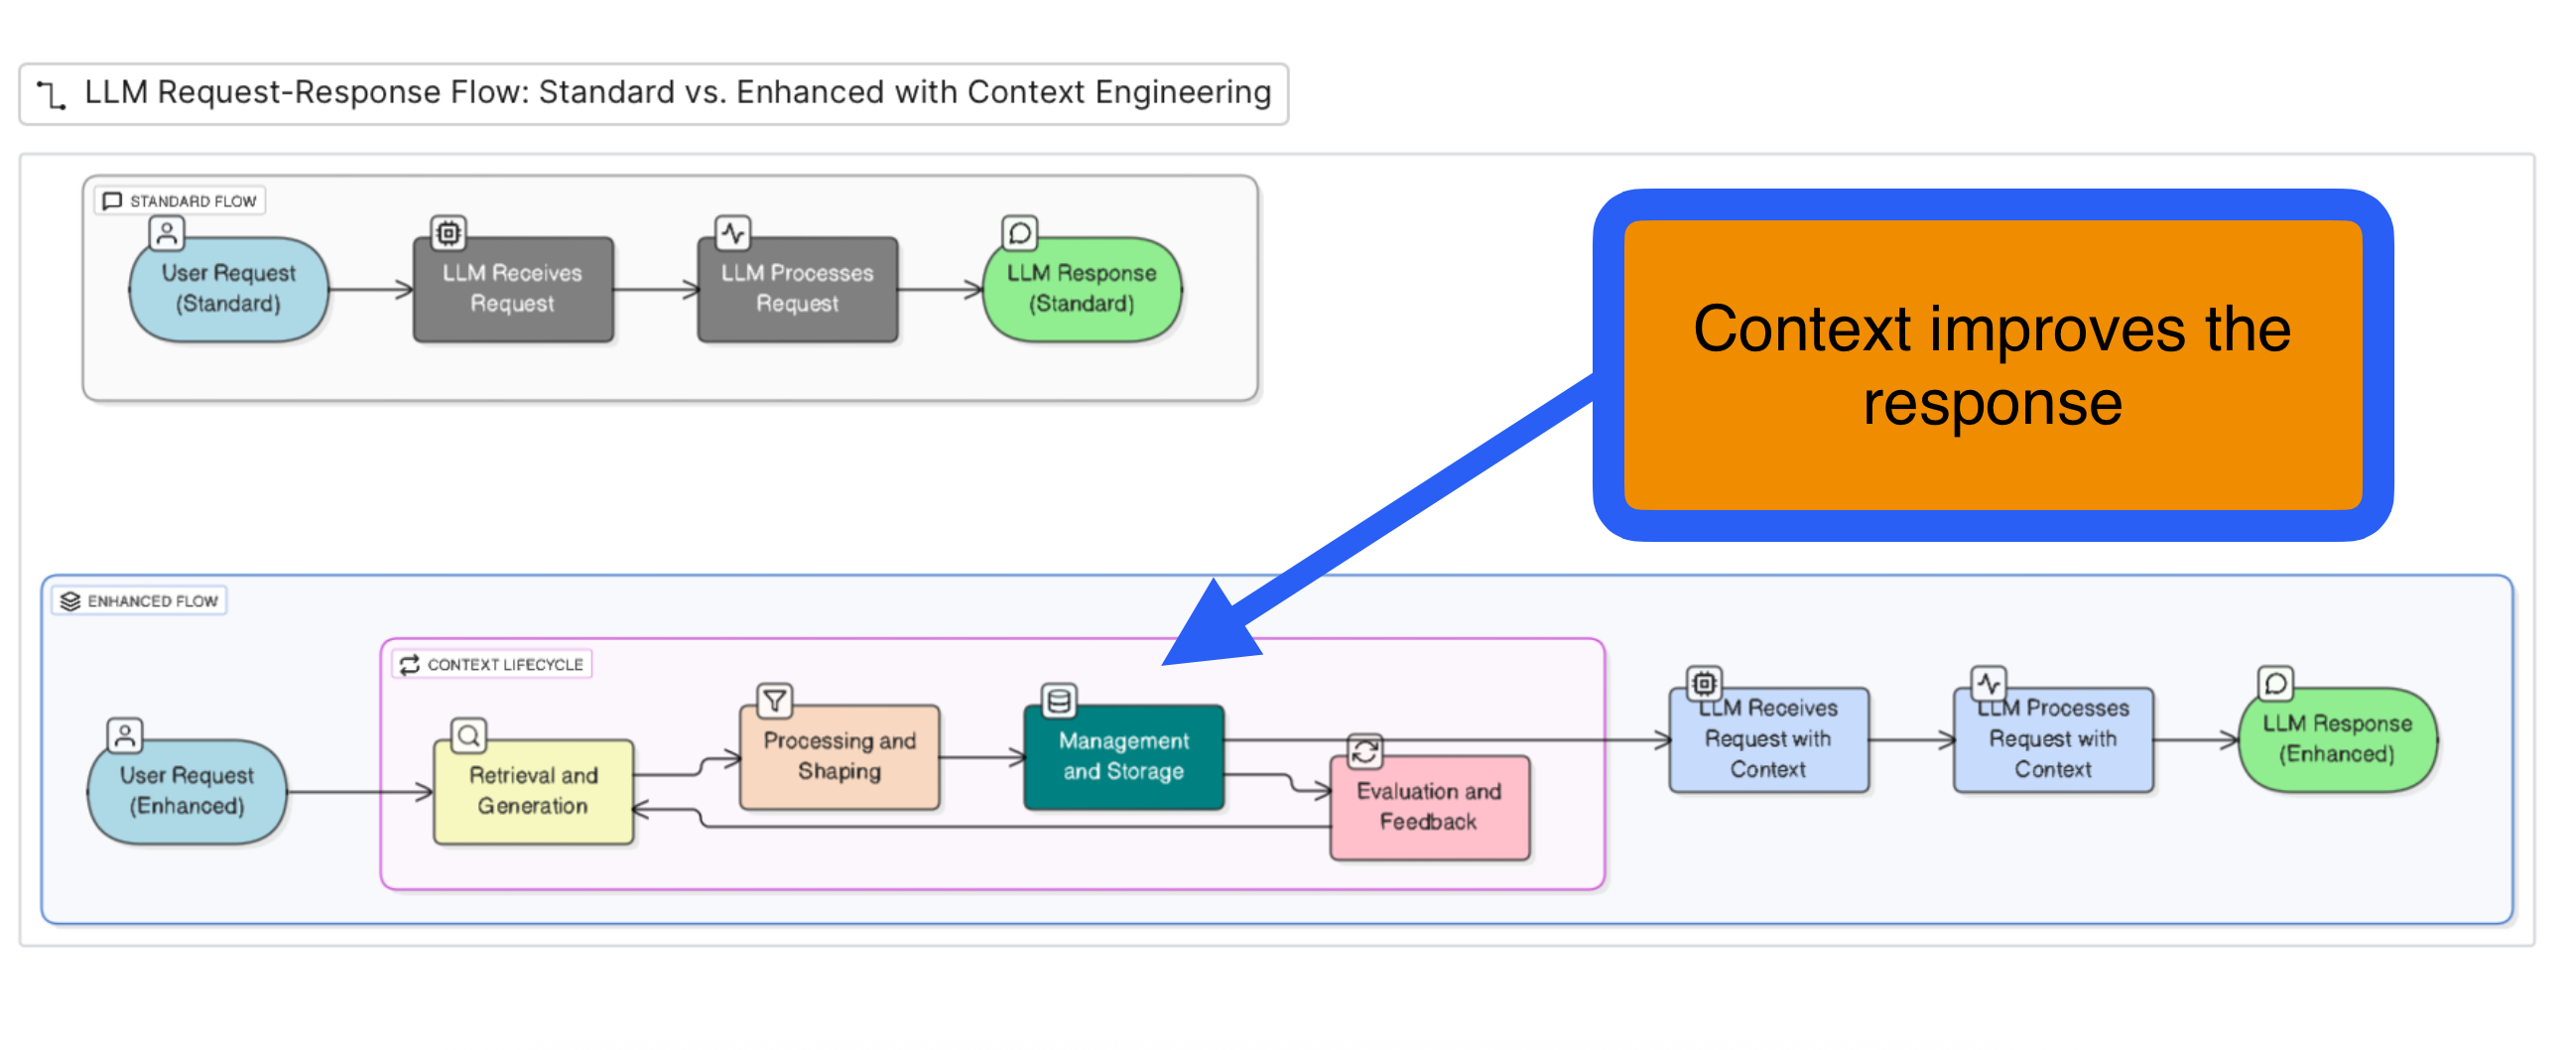 LLM Request-Response Flow: Standard vs. Enhanced with Context Engineering
STANDARD FLOW
User Request
(Standard)
LLM Receives
Request
LLM Processes
Request
LLM Response
(Standard)
Context improves the
response
ENHANCED FLOW
CONTEXT LIFECYCLE
User Request
(Enhanced)
Retrieval and
Generation
Processing and
Shaping
Management
and Storage
Evaluation and
Feedback
LLM Receives
Request with
Context
LLM Processes
Request with
Context
LLM Response
(Enhanced)